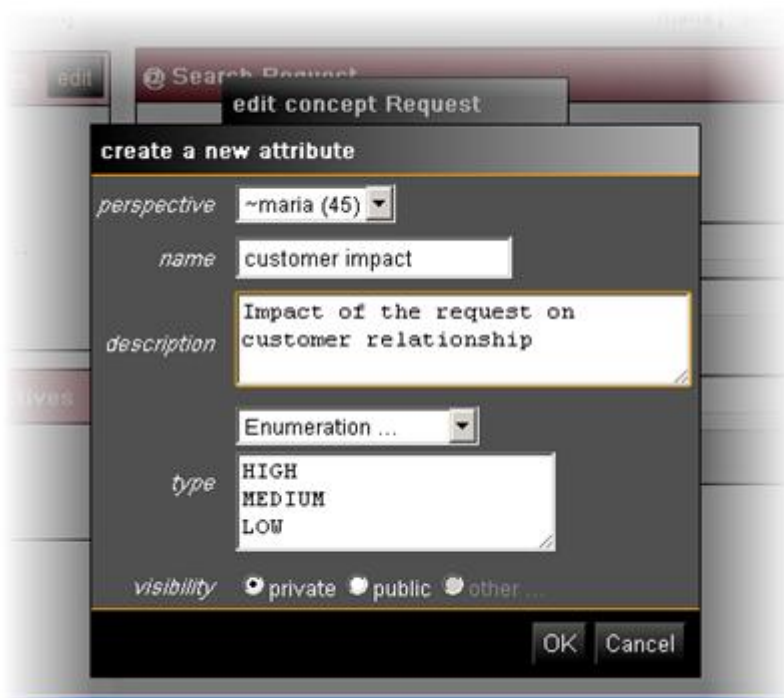 edit
@ Search Request
edit concept Request
create a new attribute
perspective
~maria (45)
name
customer impact
description
Impact of the request on
customer relationship
type
Enumeration ...
HIGH
MEDIUM
LOW
visibility
private
public
other ...
OK
Cancel